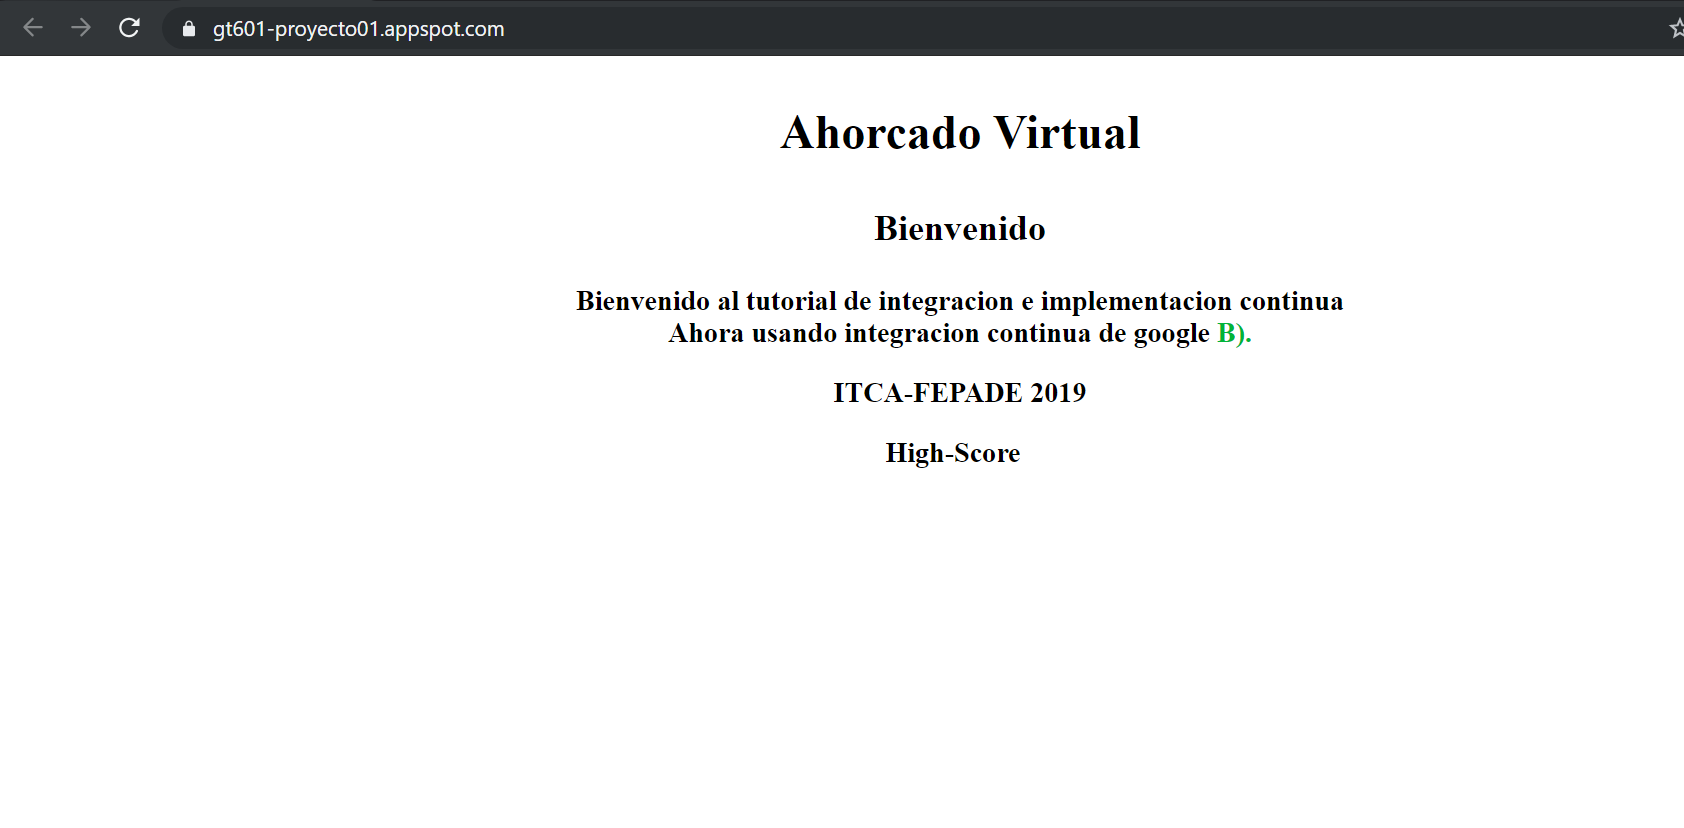 gt601-proyecto01.appspot.com
Ahorcado Virtual
Bienvenido
Bienvenido al tutorial de integracion e implementacion continua
Ahora usando integracion continua de google B).
ITCA-FEPADE 2019
High-Score